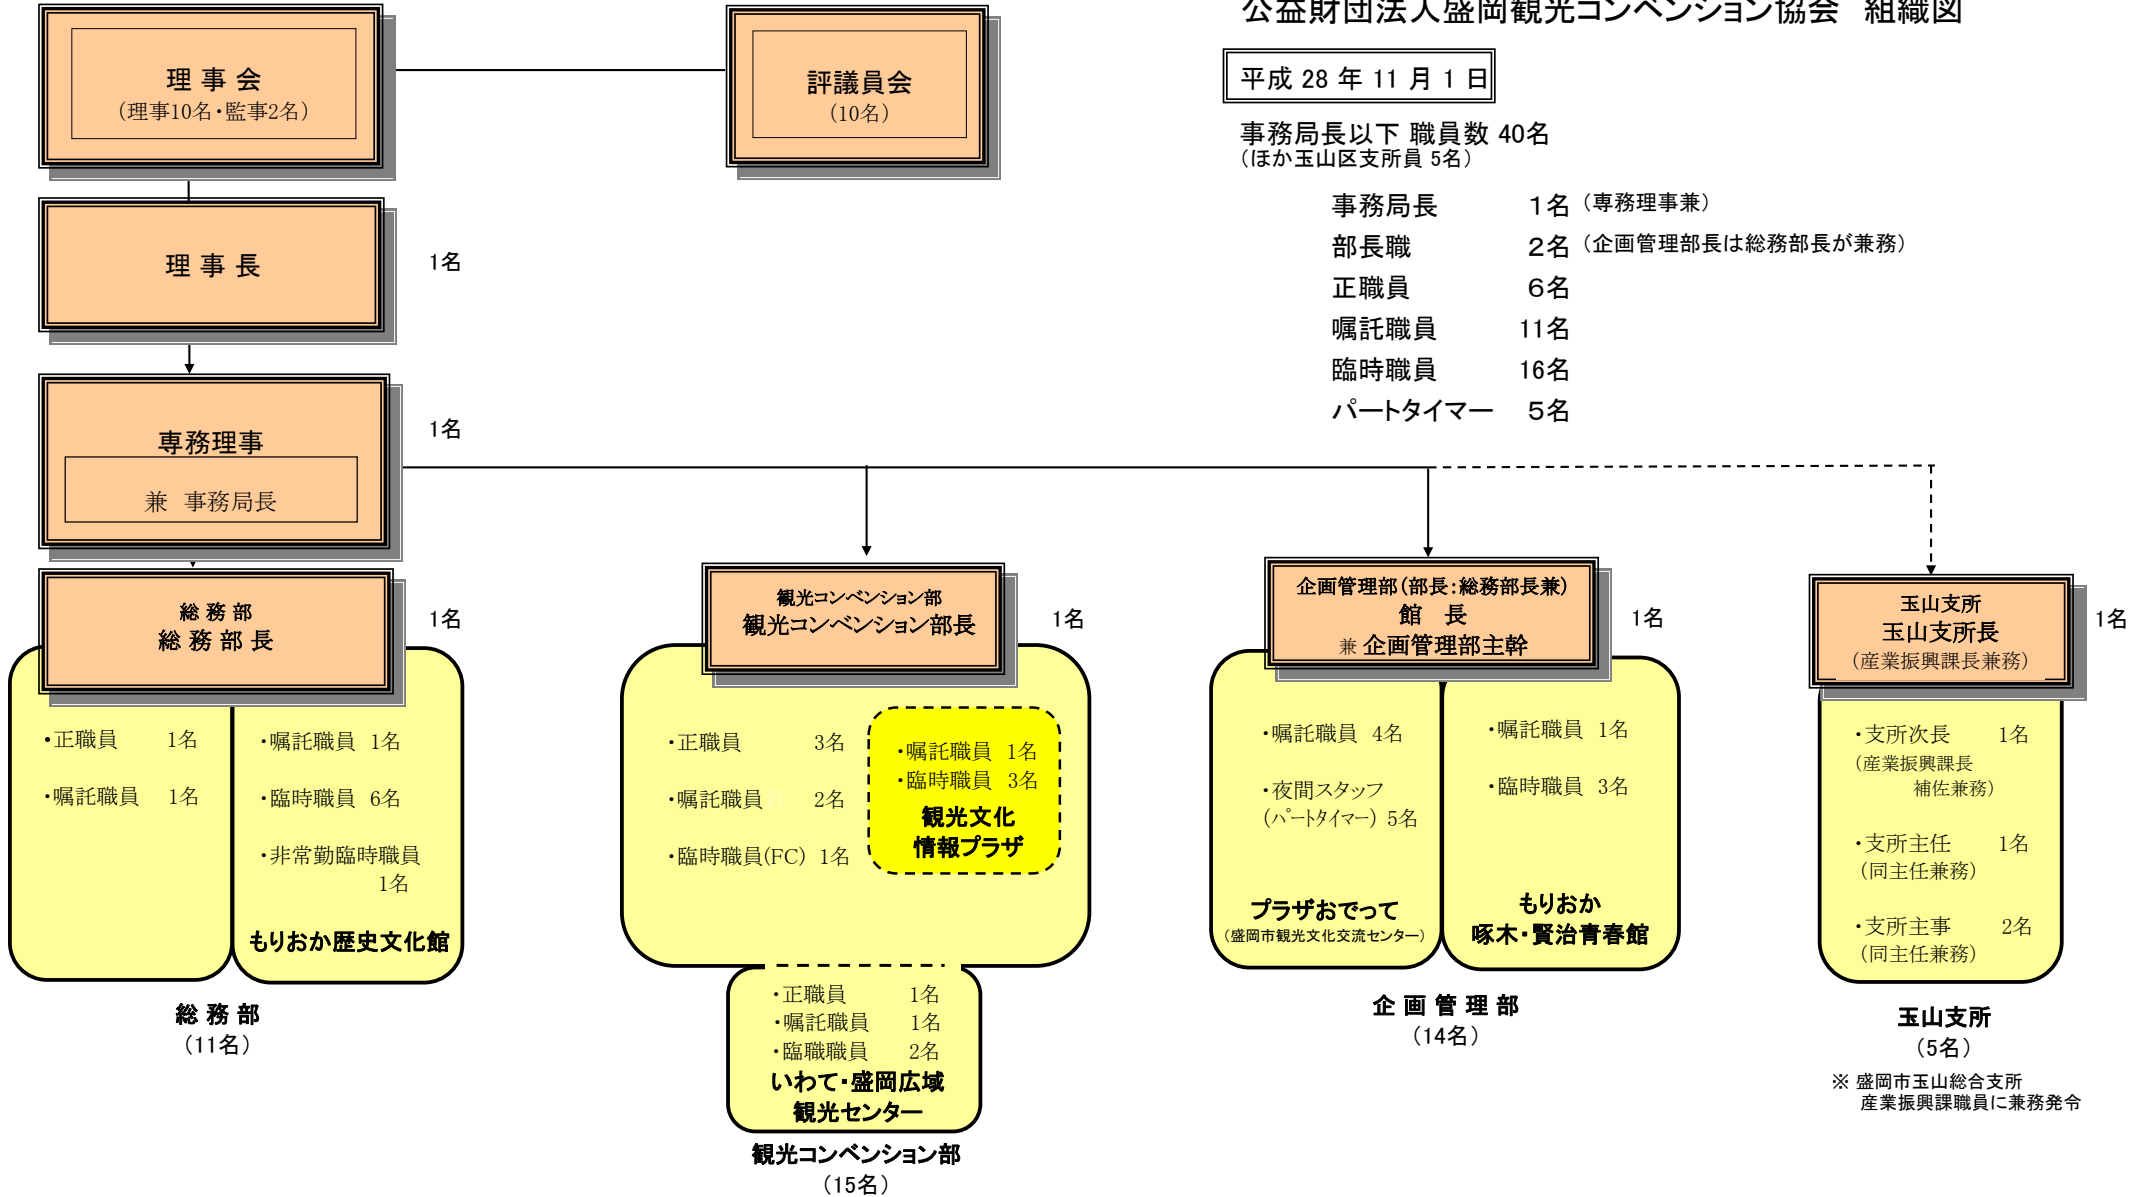 公益財団法人盛岡観光コンベンション協会 組織図
平成 28 年 11 月 1 日
事務局長以下 職員数 40名
（ほか玉山区支所員 5名）
事務局長 1名（専務理事兼）
部長職 2名（企画管理部長は総務部長が兼務）
正職員 6名
嘱託職員 11名
臨時職員 16名
パートタイマー 5名
理 事 会
（理事10名・監事2名）
評議員会
（10名）
理 事 長
1名
専務理事
兼 事務局長
1名
総 務 部
総 務 部 長
1名
・正職員 1名
・嘱託職員 1名
・嘱託職員 1名
・臨時職員 6名
・非常勤臨時職員
1名
もりおか歴史文化館
総 務 部
（11名）
観光コンベンション部
観光コンベンション部長
1名
・正職員 3名
・嘱託職員 2名
・臨時職員(FC) 1名
・嘱託職員 1名
・臨時職員 3名
観光文化
情報プラザ
・正職員 1名
・嘱託職員 1名
・臨職職員 2名
いわて・盛岡広域
観光センター
観光コンベンション部
（15名）
企画管理部(部長：総務部長兼)
館 長
兼 企画管理部主幹
1名
・嘱託職員 4名
・夜間スタッフ
(パートタイマー) 5名
プラザおでって
（盛岡市観光文化交流センター）
・嘱託職員 1名
・臨時職員 3名
もりおか
啄木・賢治青春館
企 画 管 理 部
（14名）
玉山支所
玉山支所長
（産業振興課長兼務）
1名
・支所次長 1名
（産業振興課長
補佐兼務）
・支所主任 1名
(同主任兼務)
・支所主事 2名
(同主任兼務)
玉山支所
（5名）
※ 盛岡市玉山総合支所
産業振興課職員に兼務発令